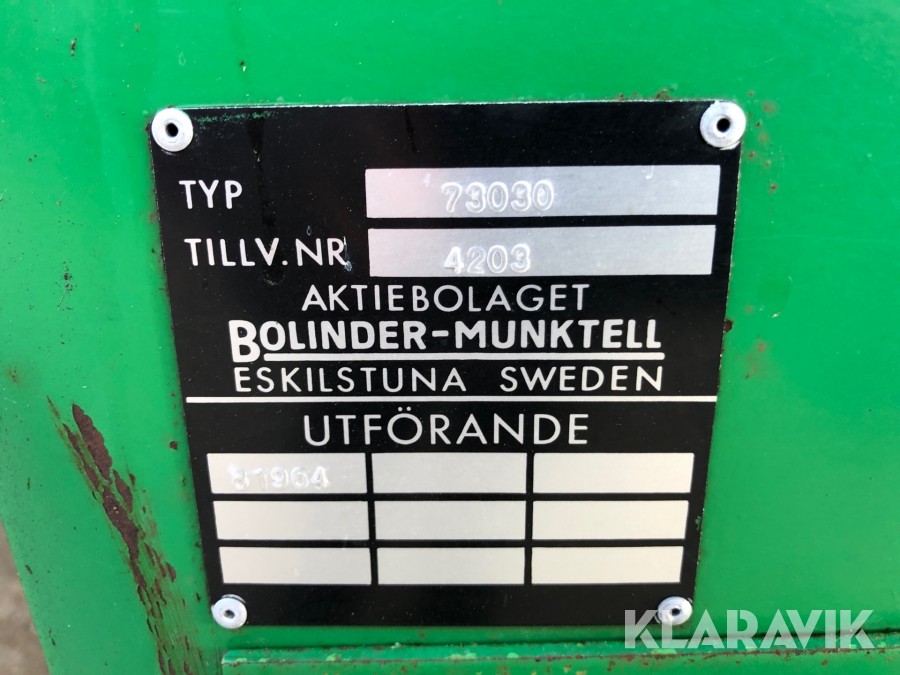 TYP 73030
TILLV.NR 4203
AKTIEBOLAGET
BOLINDER-MUNKTELL
ESKILSTUNA SWEDEN
UTFÖRANDE
KLARAVIK